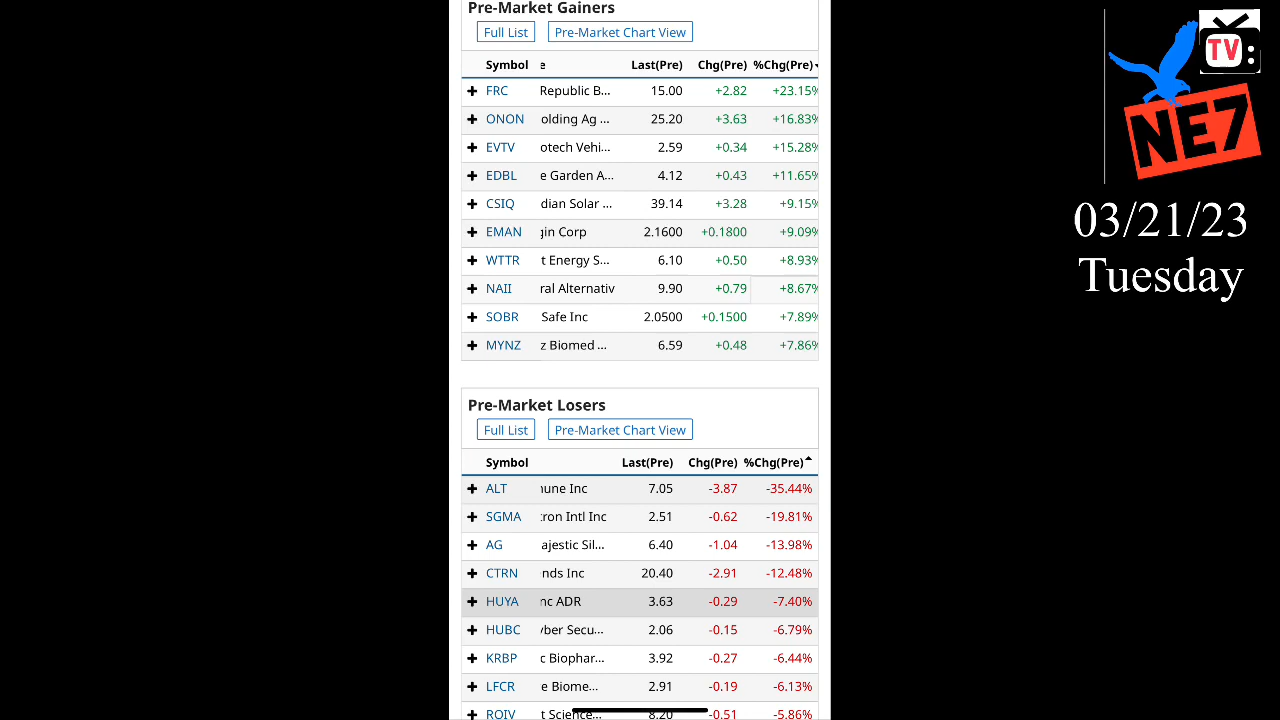 Pre-Market Gainers
Full List Pre-Market Chart View
Symbol e Last(Pre) Chg(Pre) %Chg(Pre)
FRC Republic B... 15.00 +2.82 +23.15%
ONON olding Ag ... 25.20 +3.63 +16.83%
EVTV otech Vehi... 2.59 +0.34 +15.28%
EDBL e Garden A... 4.12 +0.43 +11.65%
CSIQ dian Solar ... 39.14 +3.28 +9.15%
EMAN gin Corp 2.1600 +0.1800 +9.09%
WTTR t Energy S... 6.10 +0.50 +8.93%
NAII ral Alternativ 9.90 +0.79 +8.67%
SOBR Safe Inc 2.0500 +0.1500 +7.89%
MYNZ z Biomed ... 6.59 +0.48 +7.86%
Pre-Market Losers
Full List Pre-Market Chart View
Symbol Last(Pre) Chg(Pre) %Chg(Pre)
ALT nune Inc 7.05 -3.87 -35.44%
SGMA tron Intl Inc 2.51 -0.62 -19.81%
AG ajestic Sil... 6.40 -1.04 -13.98%
CTRN nds Inc 20.40 -2.91 -12.48%
HUYA nc ADR 3.63 -0.29 -7.40%
HUBC yber Secu... 2.06 -0.15 -6.79%
KRBP c Biophar... 3.92 -0.27 -6.44%
LFCR e Biome... 2.91 -0.19 -6.13%
ROIV t Science... 8.20 -0.51 -5.86%
TV:
NE7
03/21/23
Tuesday